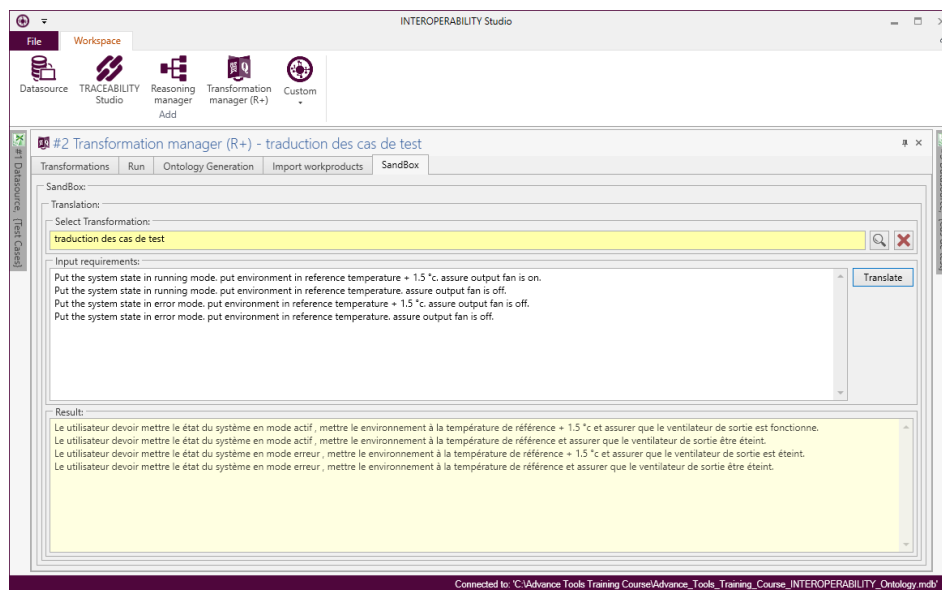 INTEROPERABILITY Studio
File
Workspace
Datasource
TRACEABILITY
Studio
Reasoning
manager
Transformation
manager (R+)
Custom
Add
#1 Datasource, [Test Cases]
#2 Transformation manager (R+) - traduction des cas de test
Transformations
Run
Ontology Generation
Import workproducts
SandBox
SandBox:
Translation:
Select Transformation:
traduction des cas de test
Input requirements:
Put the system state in running mode. put environment in reference temperature + 1.5 °c. assure output fan is on.
Put the system state in running mode. put environment in reference temperature. assure output fan is off.
Put the system state in error mode. put environment in reference temperature + 1.5 °c. assure output fan is off.
Put the system state in error mode. put environment in reference temperature. assure output fan is off.
Translate
Result:
Le utilisateur devoir mettre le état du système en mode actif , mettre le environnement à la température de référence + 1.5 °c et assurer que le ventilateur de sortie est fonctionne.
Le utilisateur devoir mettre le état du système en mode actif , mettre le environnement à la température de référence et assurer que le ventilateur de sortie être éteint.
Le utilisateur devoir mettre le état du système en mode erreur , mettre le environnement à la température de référence + 1.5 °c et assurer que le ventilateur de sortie est éteint.
Le utilisateur devoir mettre le état du système en mode erreur , mettre le environnement à la température de référence et assurer que le ventilateur de sortie être éteint.
Connected to: 'C:\Advance Tools Training Course\Advance_Tools_Training_Course_INTEROPERABILITY_Ontology.mdb'